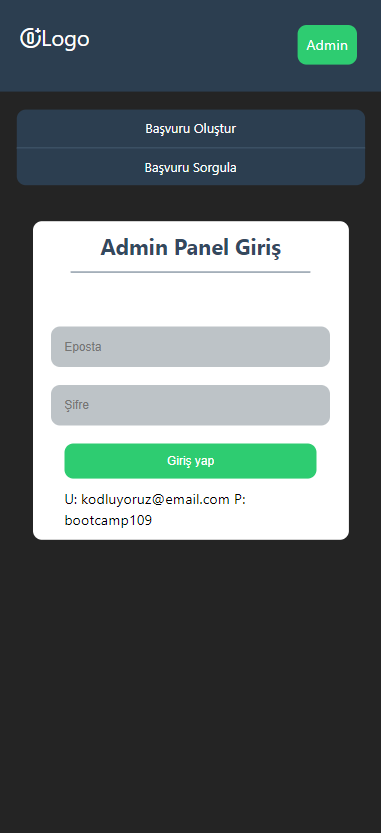 Logo
Admin
Başvuru Oluştur
Başvuru Sorgula
Admin Panel Giriş
Eposta
Şifre
Giriş yap
U: kodluyoruz@email.com P:
bootcamp109